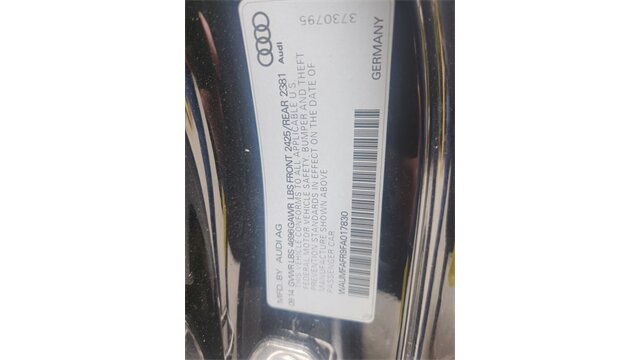 Audi
3730795
MFD. BY AUDI AG
GERMANY
08.14 GVWR LBS 4696 GAWR LBS FRONT 2425/REAR 2381
THIS VEHICLE CONFORMS TO ALL APPLICABLE U.S.
FEDERAL MOTOR VEHICLE SAFETY, BUMPER AND THEFT
PREVENTION STANDARDS IN EFFECT ON THE DATE OF
MANUFACTURE SHOWN ABOVE
PASSENGER CAR
WAUMFAFR9FA017830